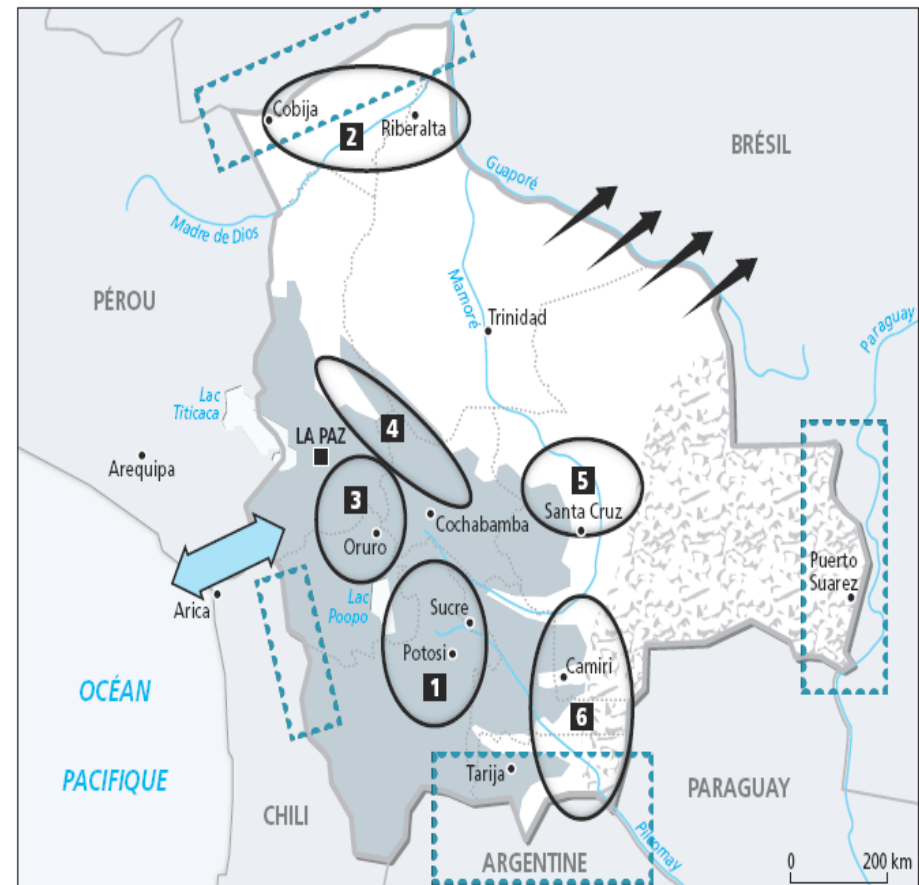 Cobija
2
Riberalta
BRÉSIL
Guaporé
Madre de Dios
PÉROU
Mamoré
Trinidad
Paraguay
Lac
Titicaca
4
LA PAZ
Arequipa
3
5
Cochabamba
Santa Cruz
Oruro
Puerto
Suarez
Arica
Lac
Poopo
Sucre
Potosi
Camiri
1
OCÉAN
6
PACIFIQUE
Tarija
PARAGUAY
CHILI
Pilcomay
ARGENTINE
0 200 km